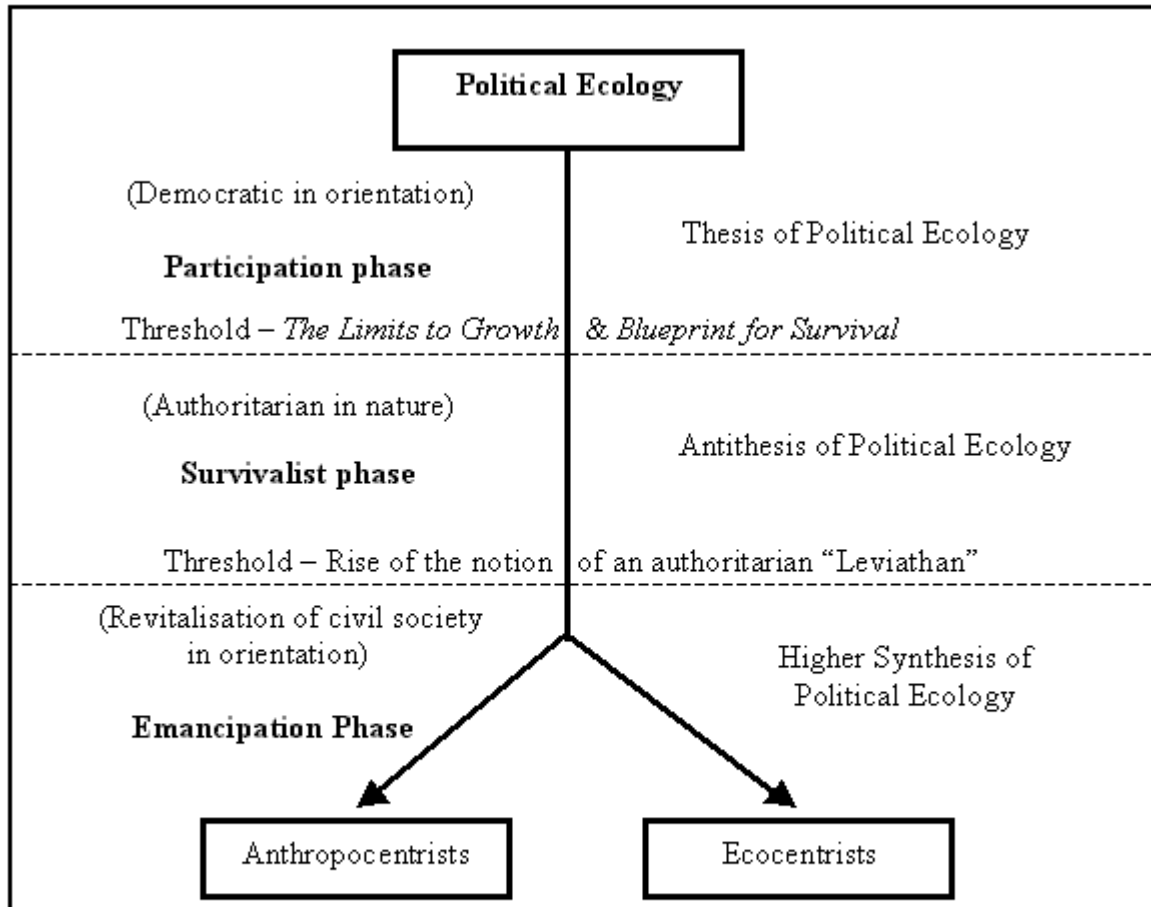 Political Ecology
(Democratic in orientation)
Thesis of Political Ecology
Participation phase
Threshold – The Limits to Growth & Blueprint for Survival
(Authoritarian in nature)
Antithesis of Political Ecology
Survivalist phase
Threshold – Rise of the notion of an authoritarian “Leviathan”
(Revitalisation of civil society
in orientation)
Higher Synthesis of
Political Ecology
Emancipation Phase
Anthropocentrists
Ecocentrists